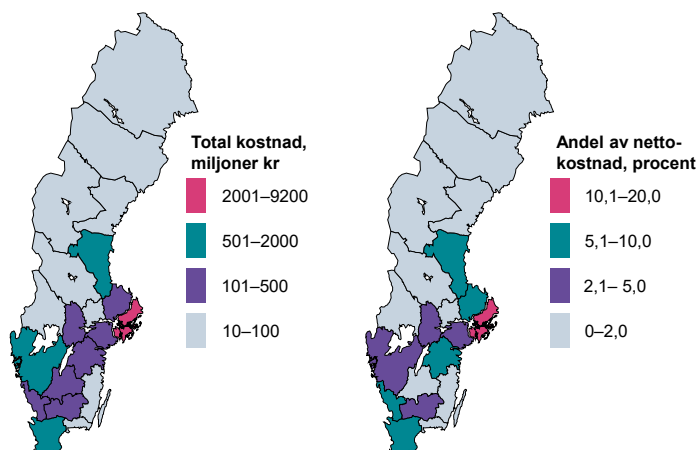 Total kostnad,
miljoner kr
2001–9200
501–2000
101–500
10–100
Andel av netto-
kostnad, procent
10,1–20,0
5,1–10,0
2,1– 5,0
0–2,0